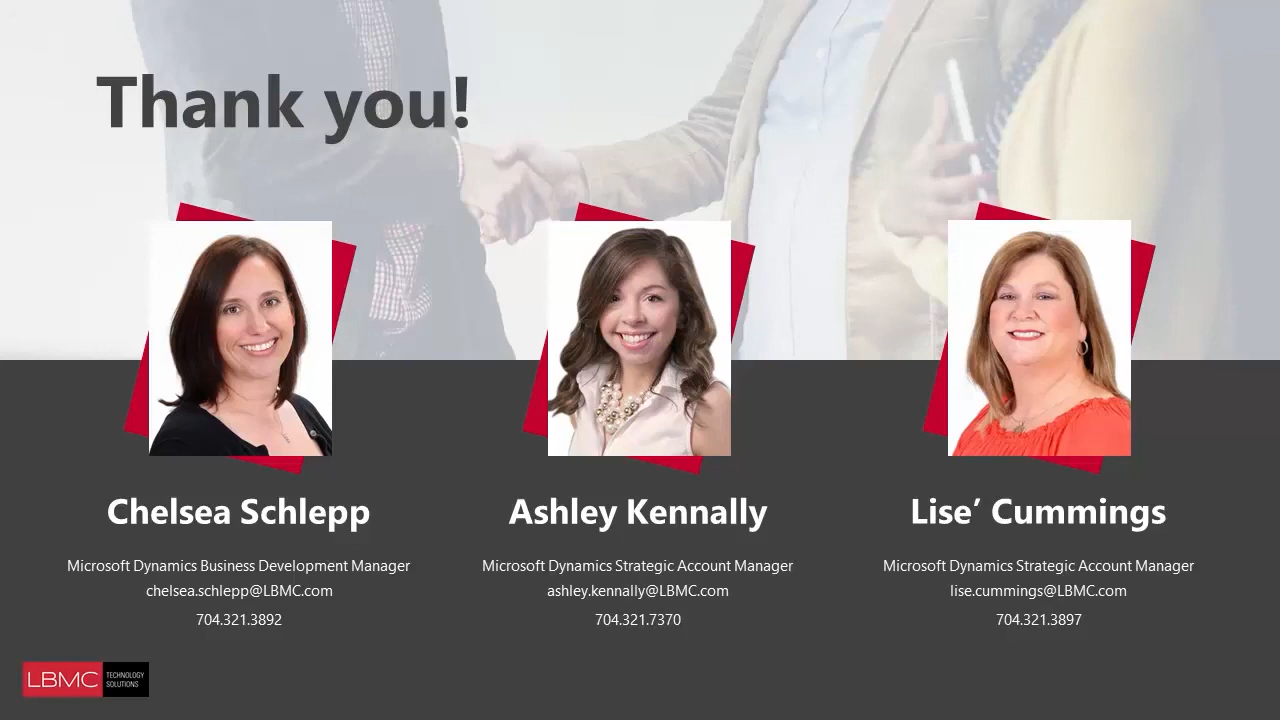 Thank you!
Chelsea Schlepp
Microsoft Dynamics Business Development Manager
chelsea.schlepp@LBMC.com
704.321.3892
Ashley Kennally
Microsoft Dynamics Strategic Account Manager
ashley.kennally@LBMC.com
704.321.7370
Lise’ Cummings
Microsoft Dynamics Strategic Account Manager
lise.cummings@LBMC.com
704.321.3897
LBMC
TECHNOLOGY
SOLUTIONS